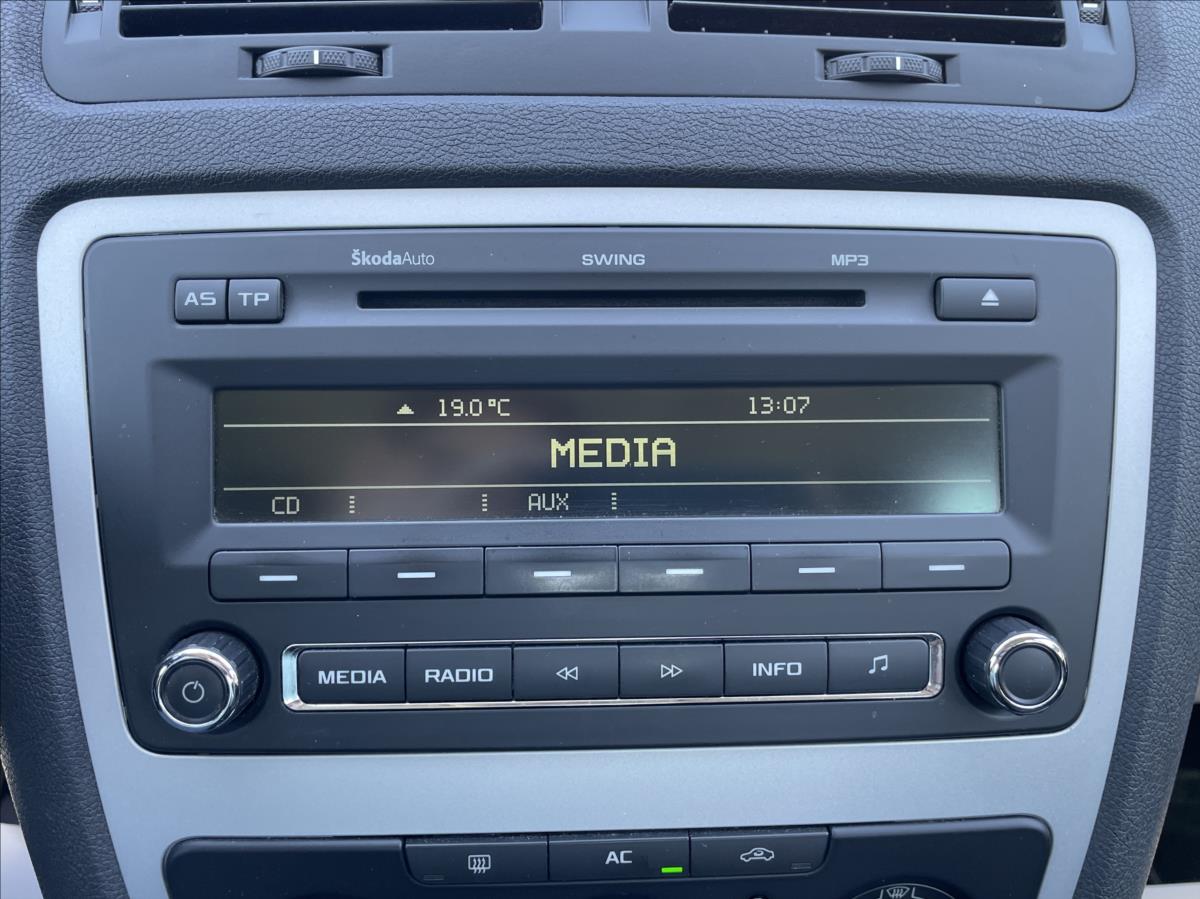 ŠkodaAuto SWING MP3
AS TP
19.0°C 13:07
MEDIA
CD AUX
MEDIA RADIO INFO
AC